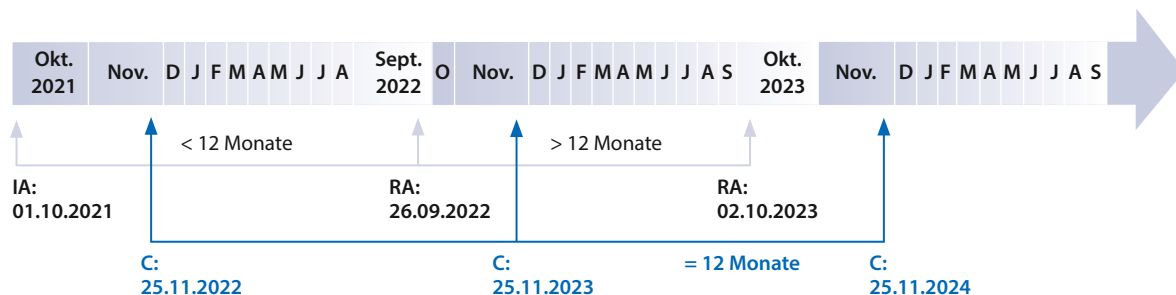 Okt. 2021 Nov. D J F M A M J J A Sept. 2022 O Nov. D J F M A M J J A S Okt. 2023 Nov. D J F M A M J J A S
< 12 Monate > 12 Monate
IA: RA: RA:
01.10.2021 26.09.2022 02.10.2023
C: C: = 12 Monate C:
25.11.2022 25.11.2023 25.11.2024